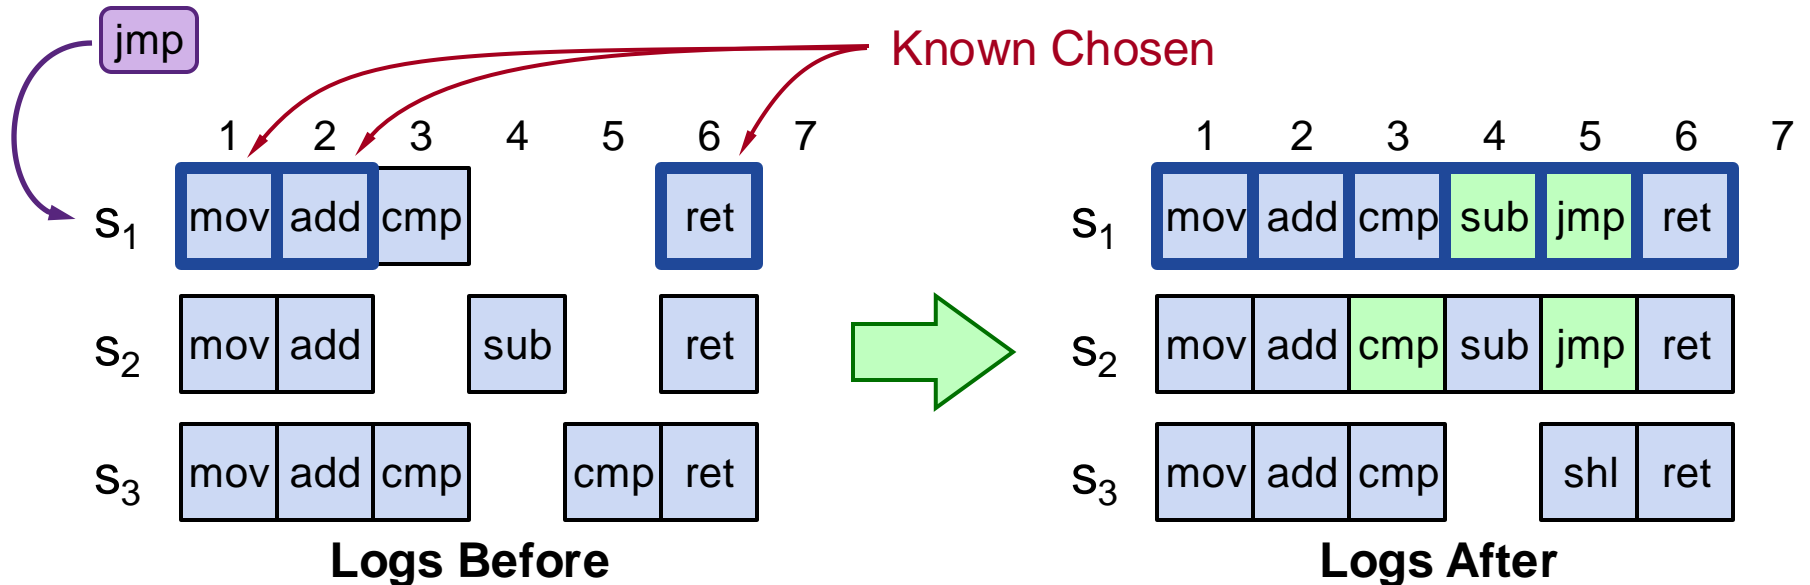 jmp
Known Chosen
1 2 3 4 5 6 7
s1 mov add cmp ret
s2 mov add sub ret
s3 mov add cmp cmp ret
Logs Before
1 2 3 4 5 6 7
s1 mov add cmp sub jmp ret
s2 mov add cmp sub jmp ret
s3 mov add cmp shl ret
Logs After